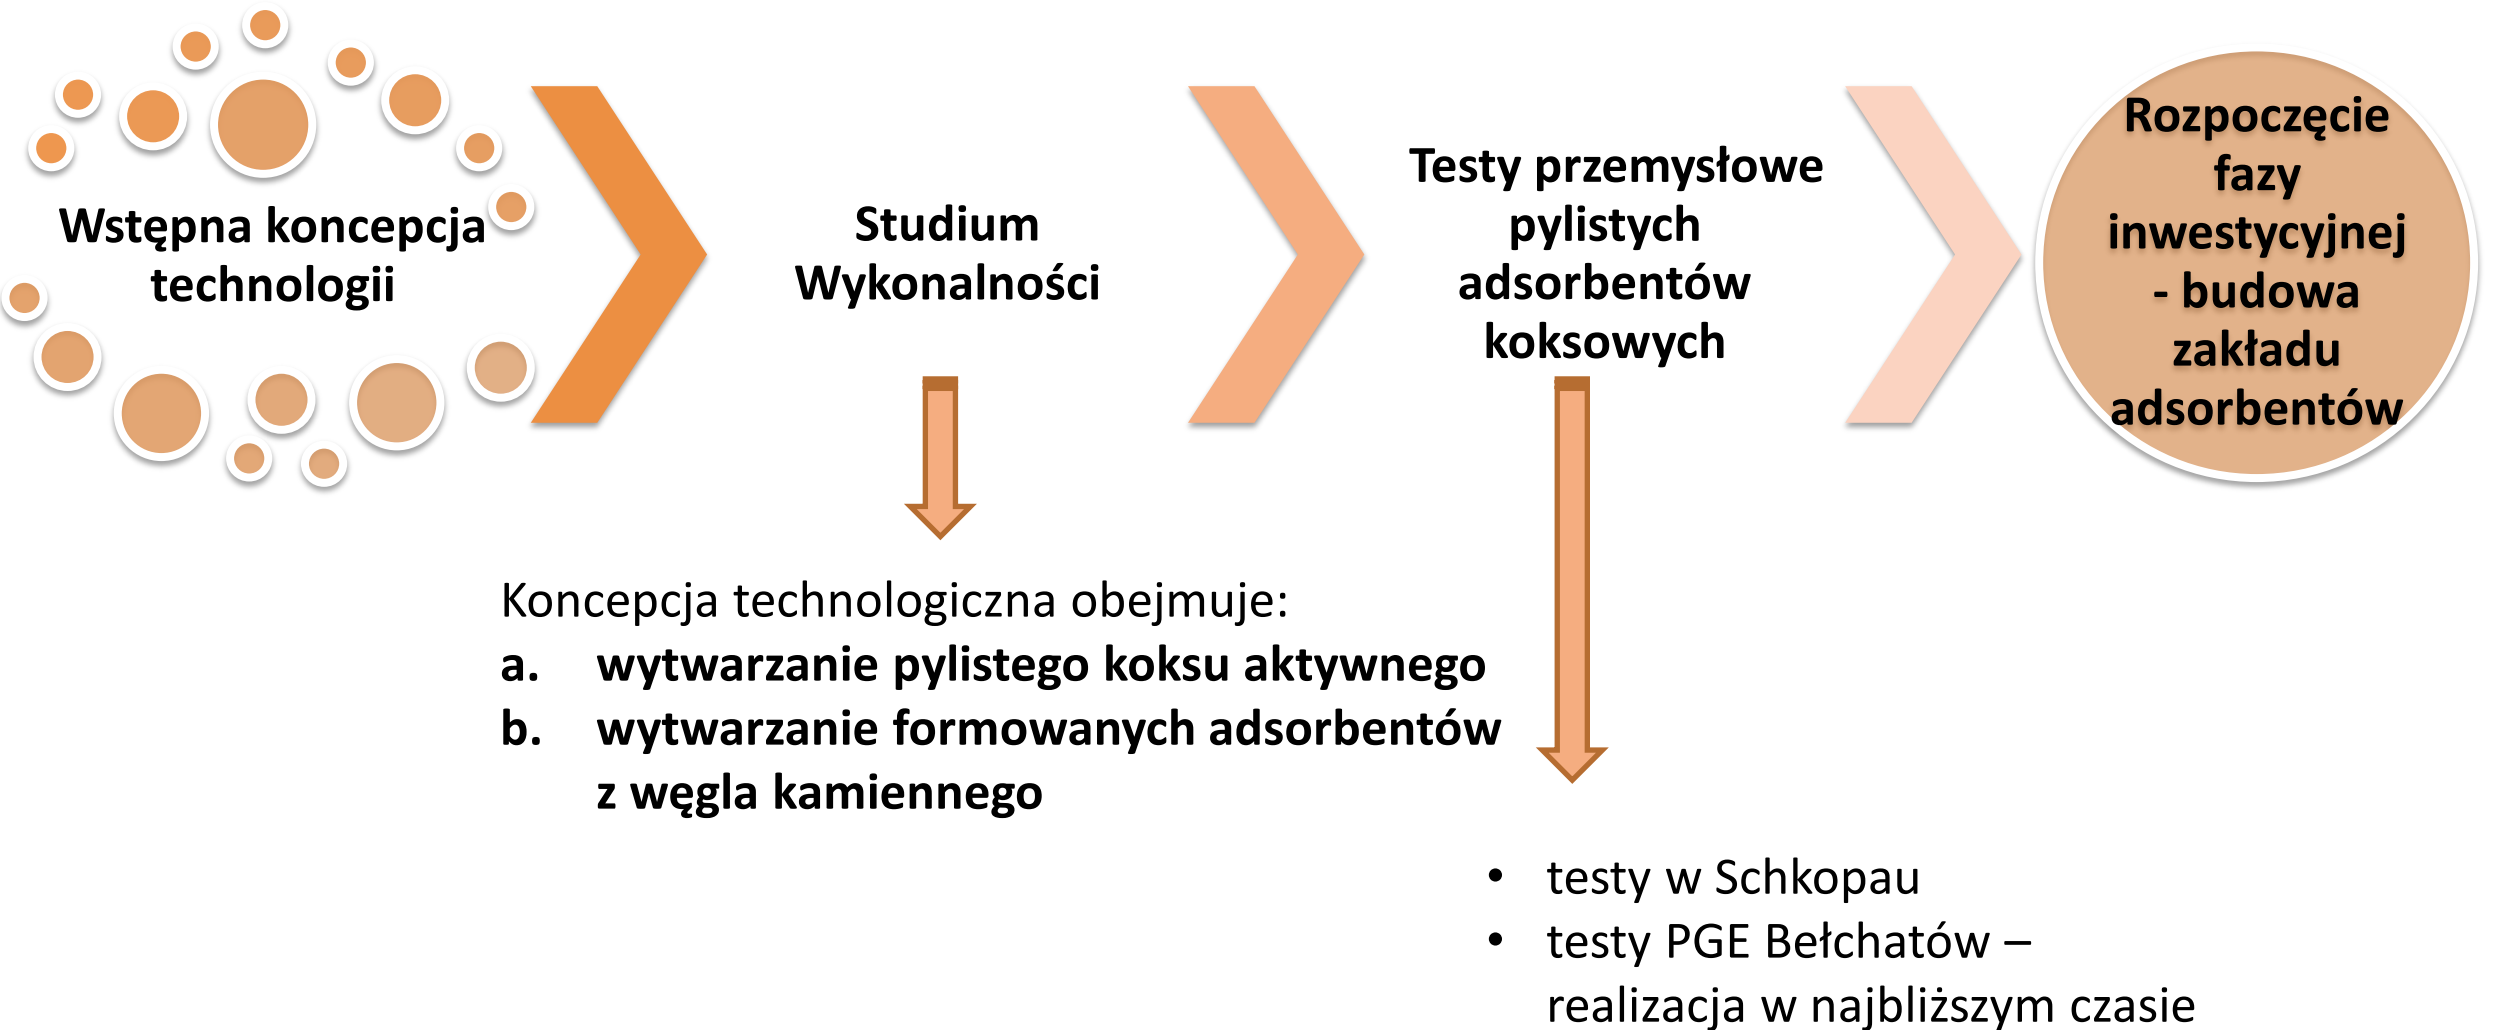 Wstępna koncepcja
technologii
Studium
Wykonalności
Testy przemysłowe
pylistych
adsorbentów
koksowych
Rozpoczęcie
fazy
inwestycyjnej
- budowa
zakładu
adsorbentów
Koncepcja technologiczna obejmuje:
a. wytwarzanie pylistego koksu aktywnego
b. wytwarzanie formowanych adsorbentów
z węgla kamiennego
• testy w Schkopau
• testy PGE Bełchatów –
realizacja w najbliższym czasie